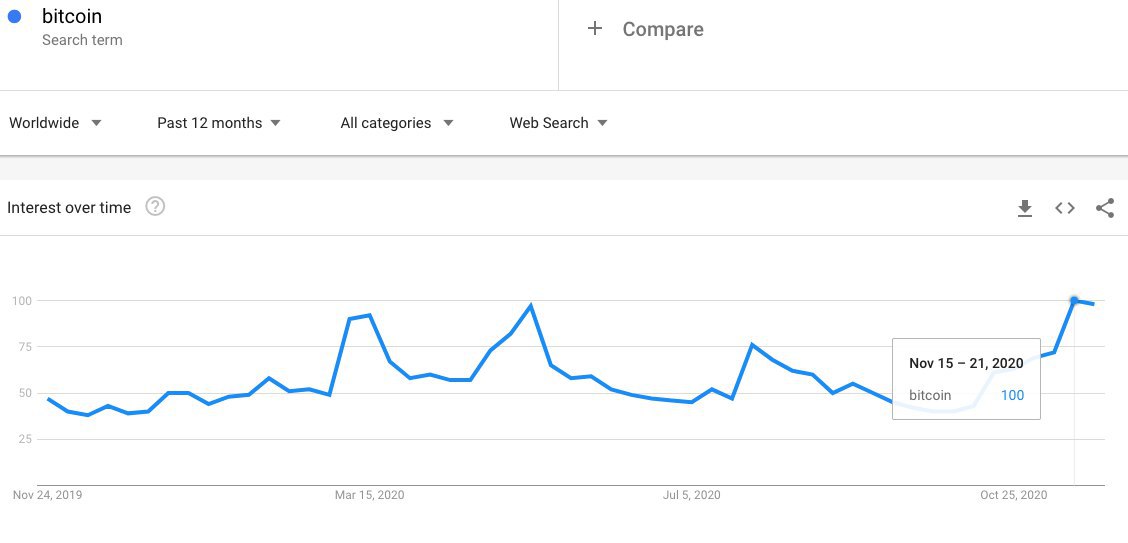 bitcoin
Search term
+ Compare
Worldwide
Past 12 months
All categories
Web Search
Interest over time ?
100
75
50
25
Nov 15 – 21, 2020
bitcoin 100
Nov 24, 2019
Mar 15, 2020
Jul 5, 2020
Oct 25, 2020